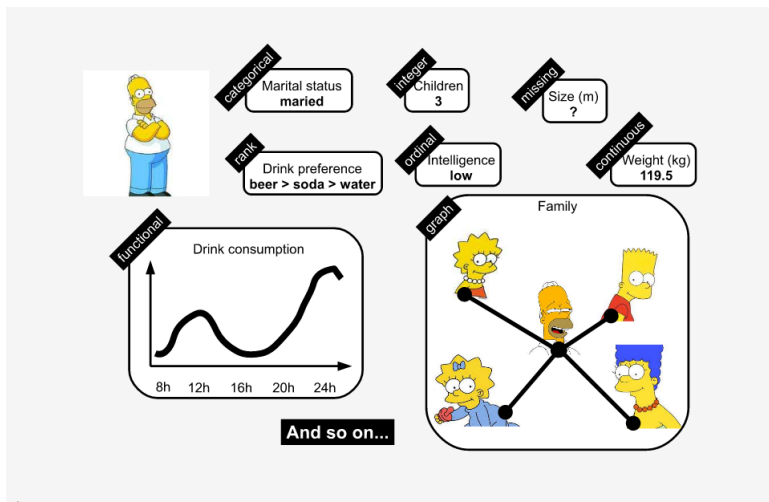 categorical
Marital status
maried
integer
Children
3
missing
Size (m)
?
rank
Drink preference
beer > soda > water
ordinal
Intelligence
low
continuous
Weight (kg)
119.5
functional
Drink consumption
8h 12h 16h 20h 24h
graph
Family
And so on...